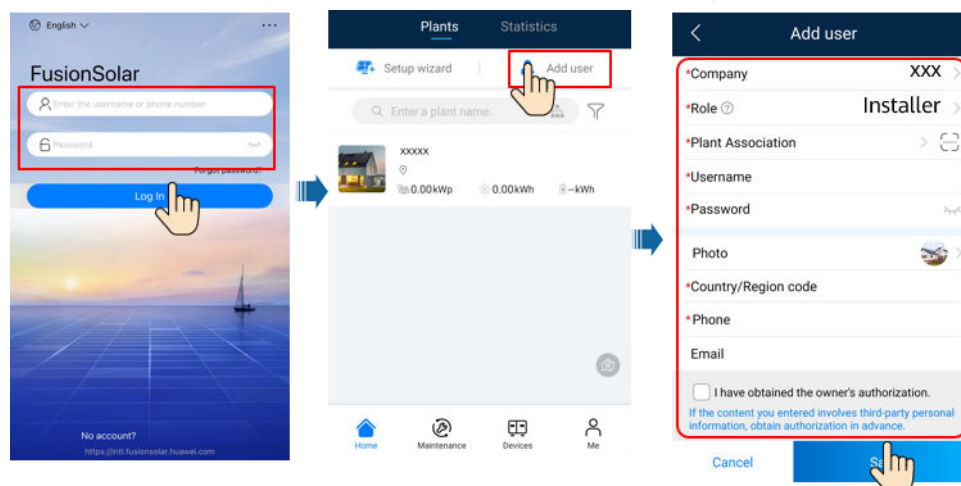 English
FusionSolar
Enter the username or phone number
Password
Forgot password?
Log In
No account?
https://intl.fusionsolar.huawei.com
Plants Statistics
Setup wizard Add user
Enter a plant name.
xxxxx
0.00kWp 0.00kWh --kWh
Home Maintenance Devices Me
Add user
*Company XXX
*Role Installer
*Plant Association
*Username
*Password
Photo
*Country/Region code
*Phone
Email
I have obtained the owner's authorization.
If the content you entered involves third-party personal
information, obtain authorization in advance.
Cancel